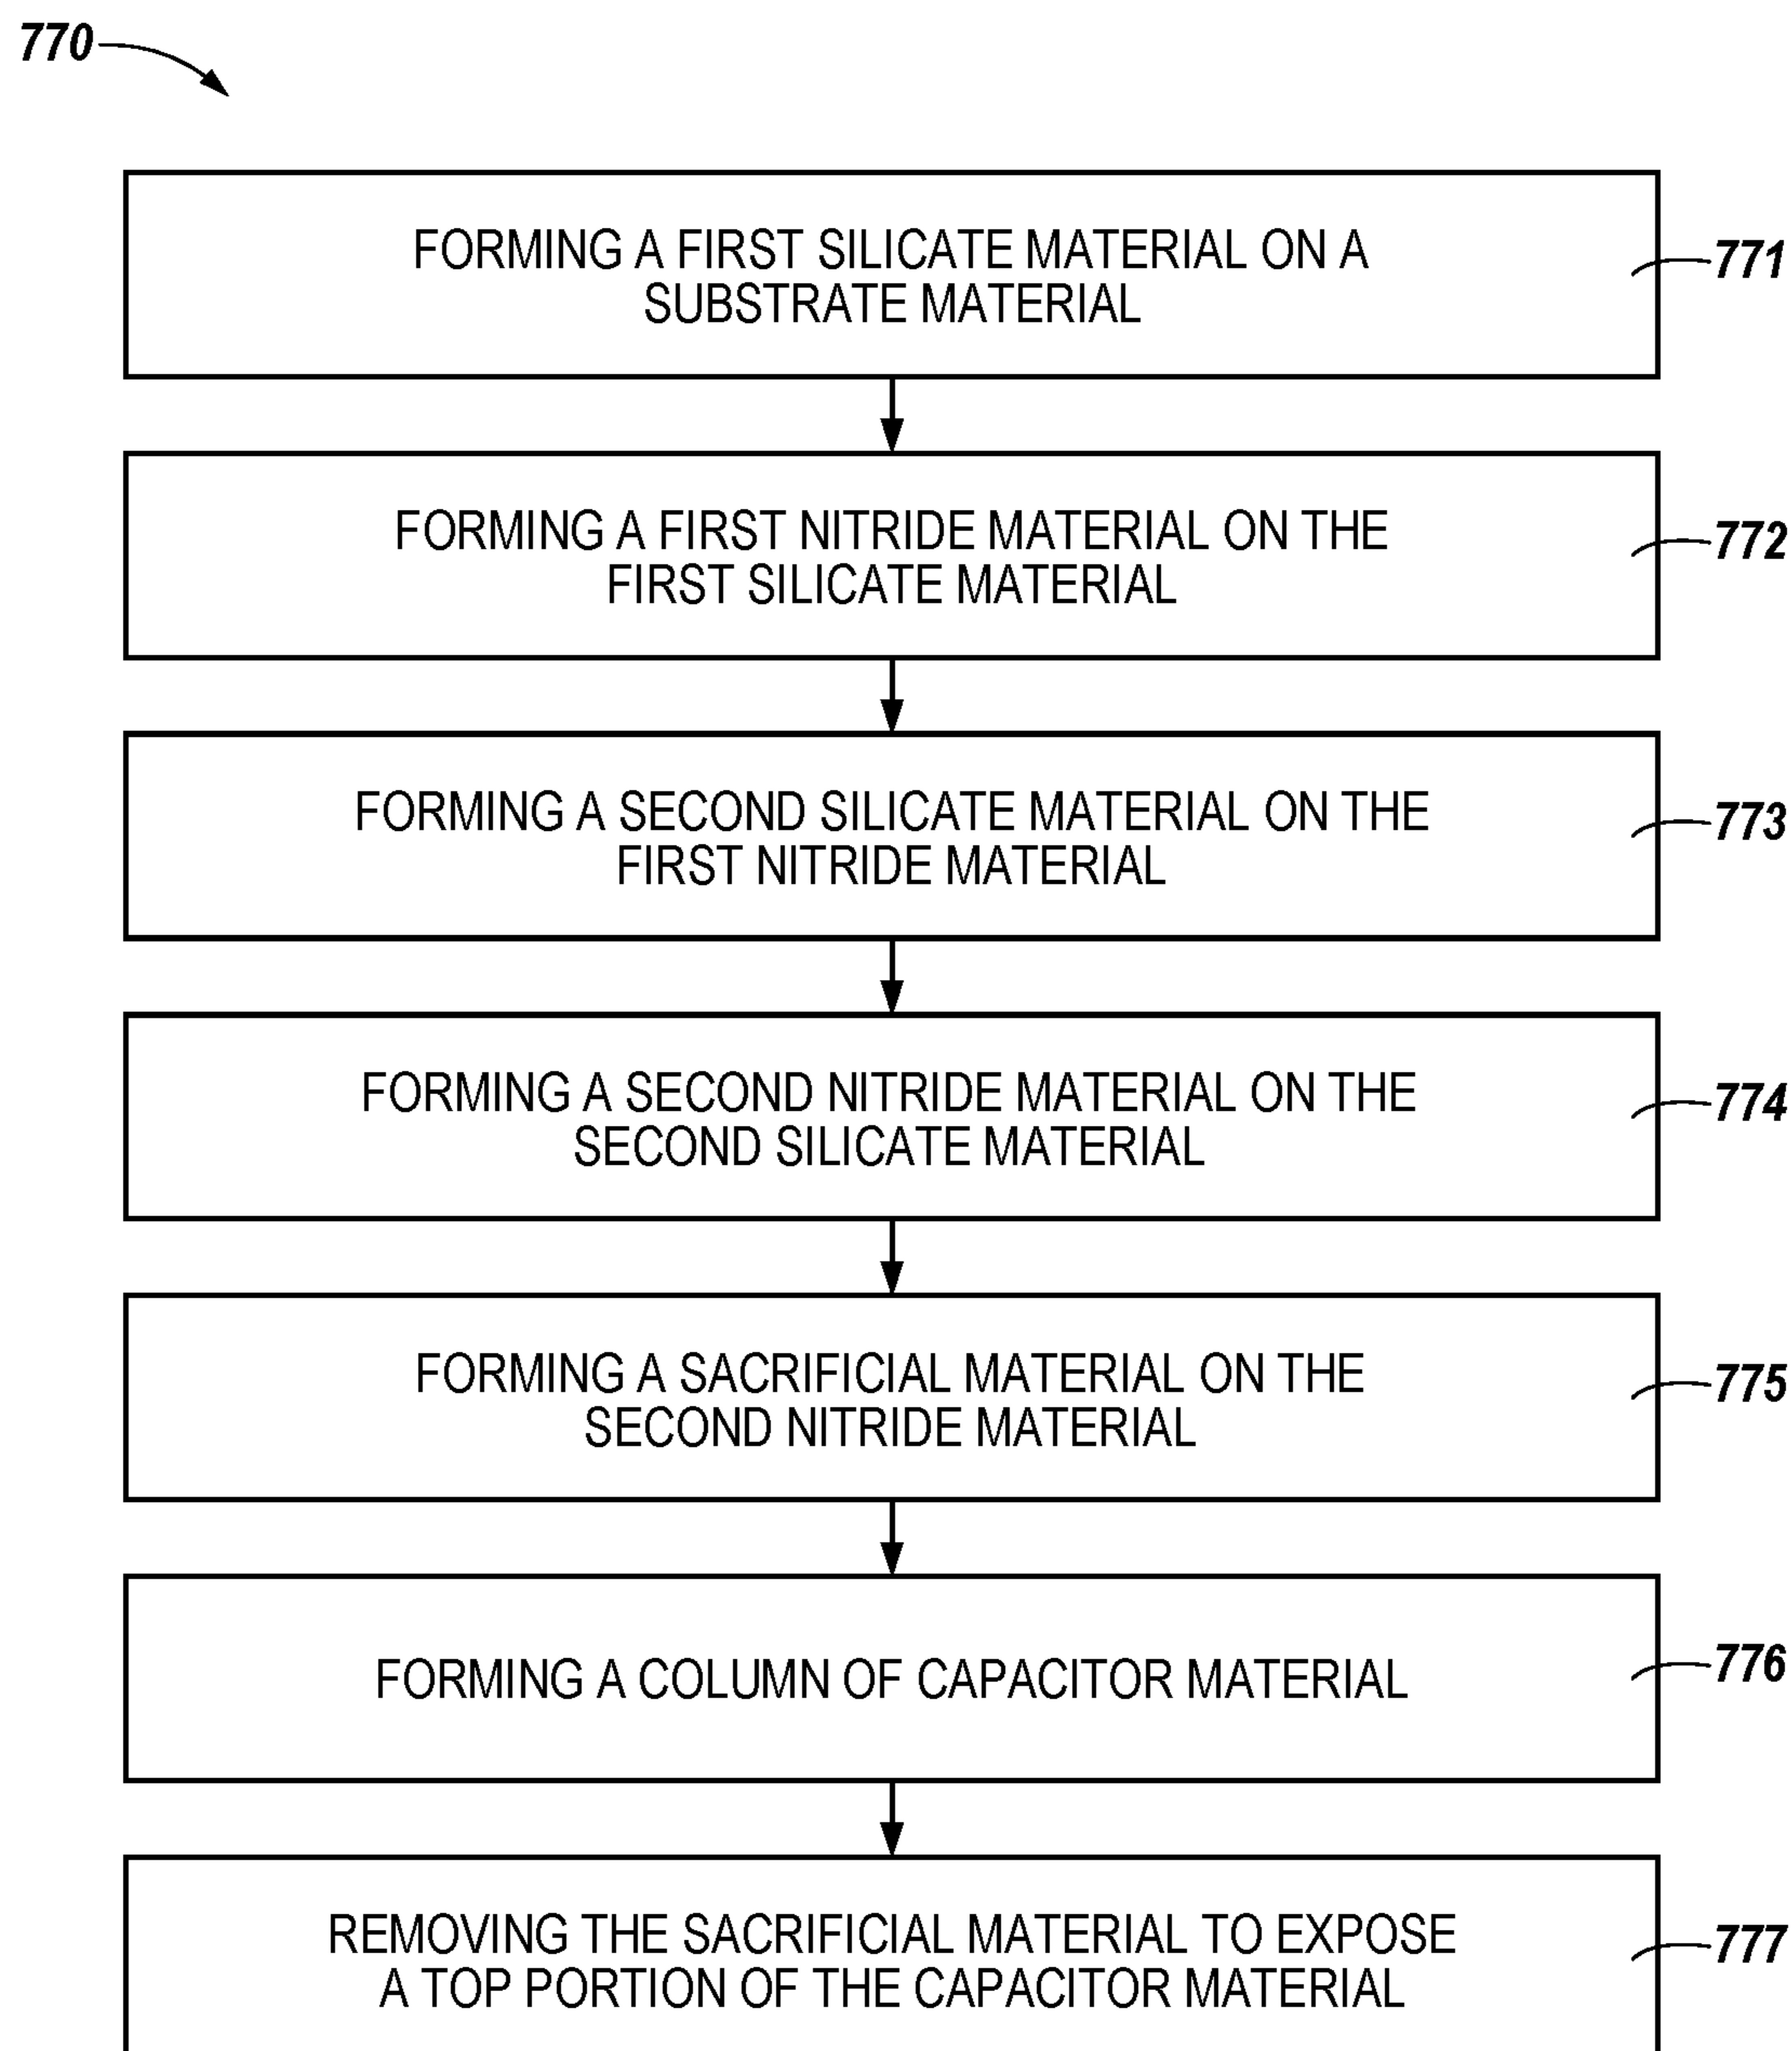 770
FORMING A FIRST SILICATE MATERIAL ON A
SUBSTRATE MATERIAL
771
FORMING A FIRST NITRIDE MATERIAL ON THE
FIRST SILICATE MATERIAL
772
FORMING A SECOND SILICATE MATERIAL ON THE
FIRST NITRIDE MATERIAL
773
FORMING A SECOND NITRIDE MATERIAL ON THE
SECOND SILICATE MATERIAL
774
FORMING A SACRIFICIAL MATERIAL ON THE
SECOND NITRIDE MATERIAL
775
FORMING A COLUMN OF CAPACITOR MATERIAL
776
REMOVING THE SACRIFICIAL MATERIAL TO EXPOSE
A TOP PORTION OF THE CAPACITOR MATERIAL
777